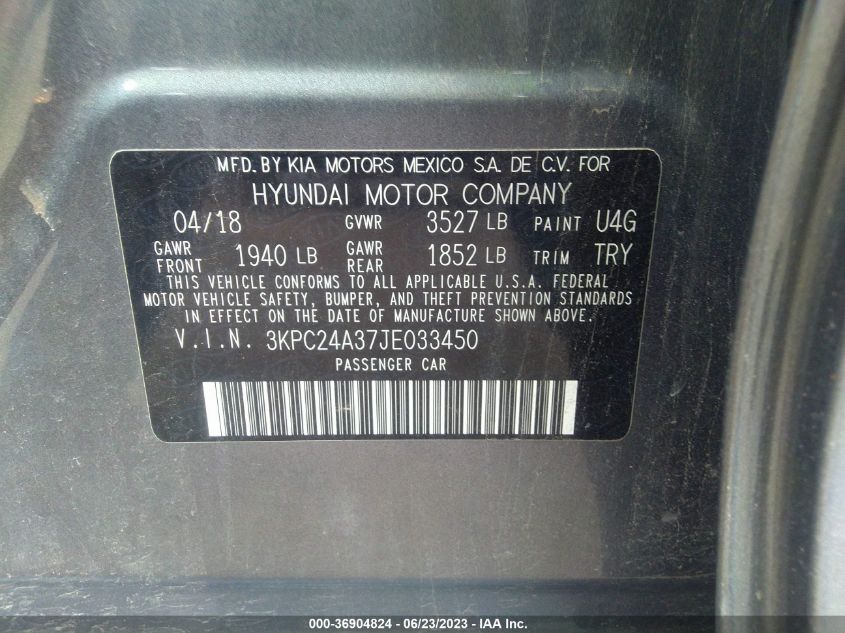 MFD. BY KIA MOTORS MEXICO S.A. DE C.V. FOR
HYUNDAI MOTOR COMPANY
04/18 GVWR 3527 LB PAINT U4G
GAWR FRONT 1940 LB GAWR REAR 1852 LB TRIM TRY
THIS VEHICLE CONFORMS TO ALL APPLICABLE U.S.A. FEDERAL
MOTOR VEHICLE SAFETY, BUMPER, AND THEFT PREVENTION STANDARDS
IN EFFECT ON THE DATE OF MANUFACTURE SHOWN ABOVE.
V.I.N. 3KPC24A37JE033450
PASSENGER CAR
000-36904824 - 06/23/2023 - IAA Inc.